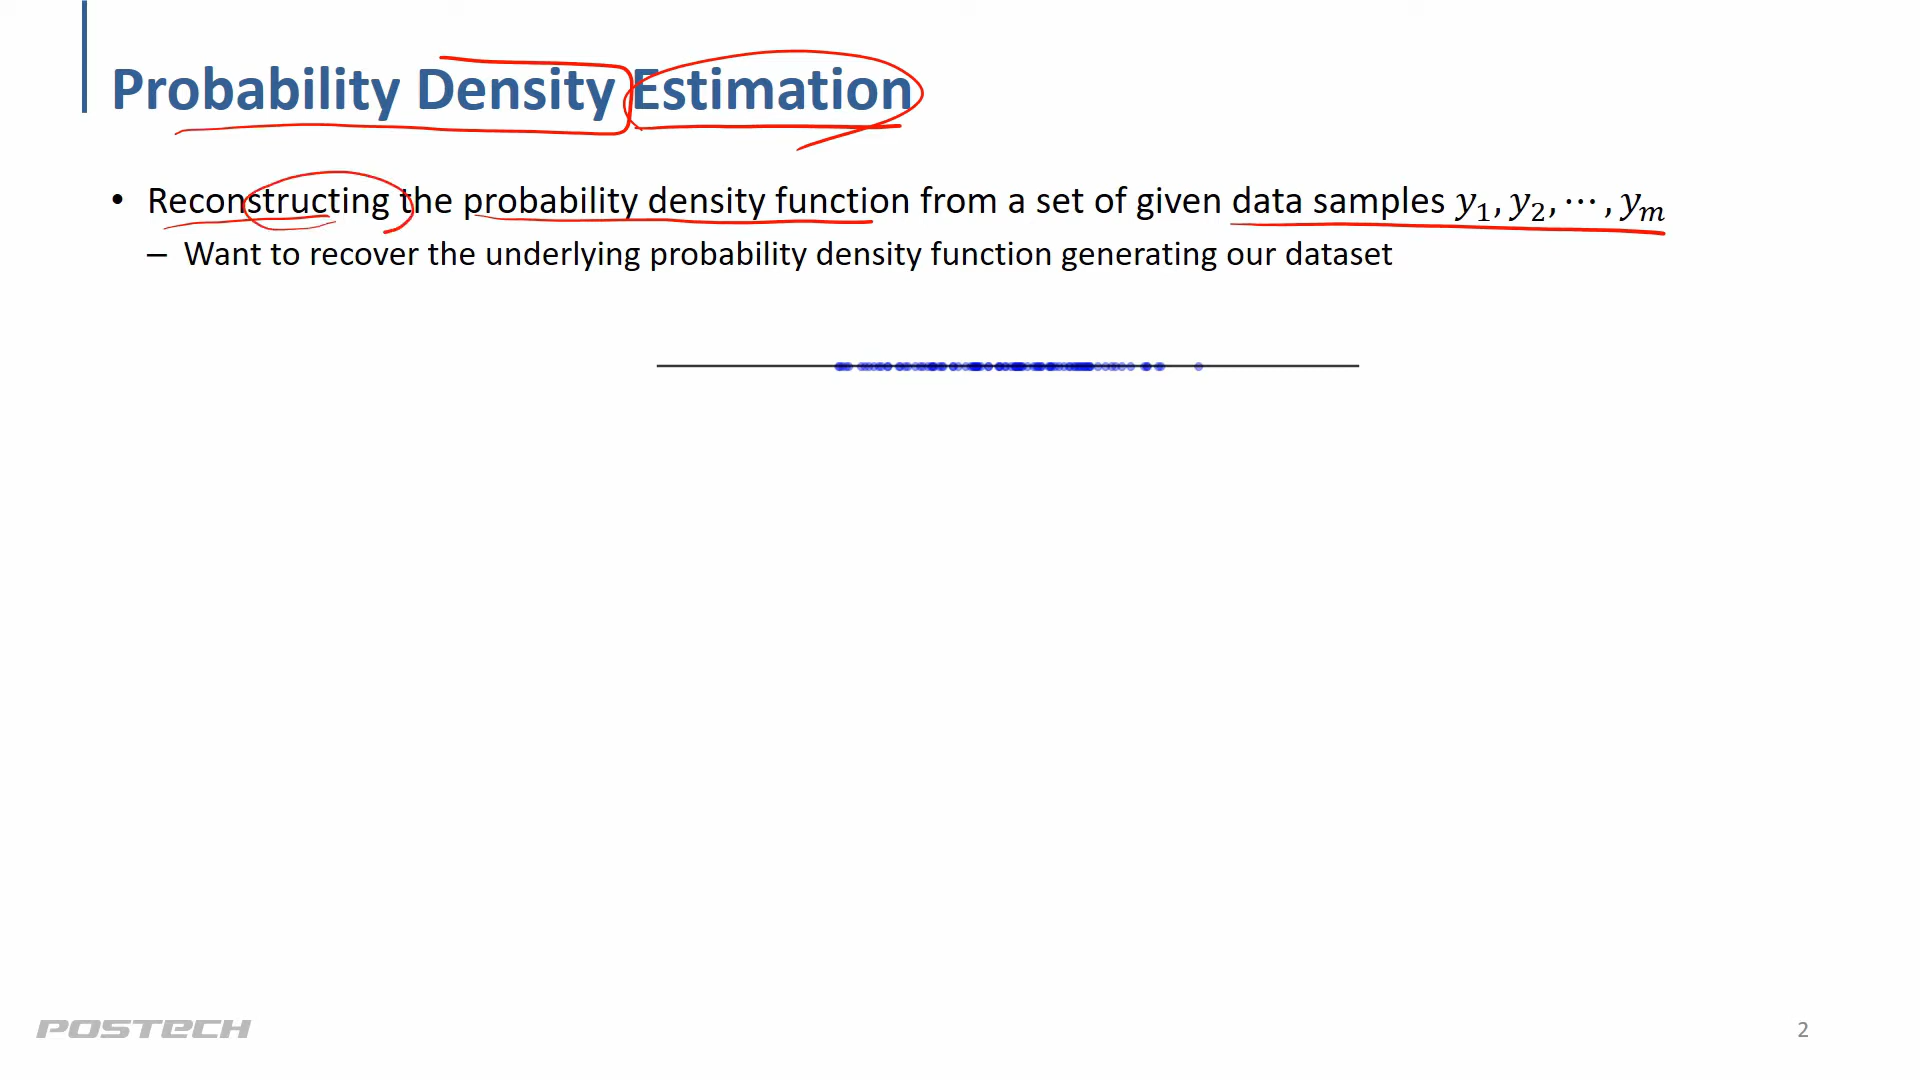 Probability Density Estimation
• Reconstructing the probability density function from a set of given data samples y₁, y₂, ⋯ , yₘ
– Want to recover the underlying probability density function generating our dataset
POSTECH
2